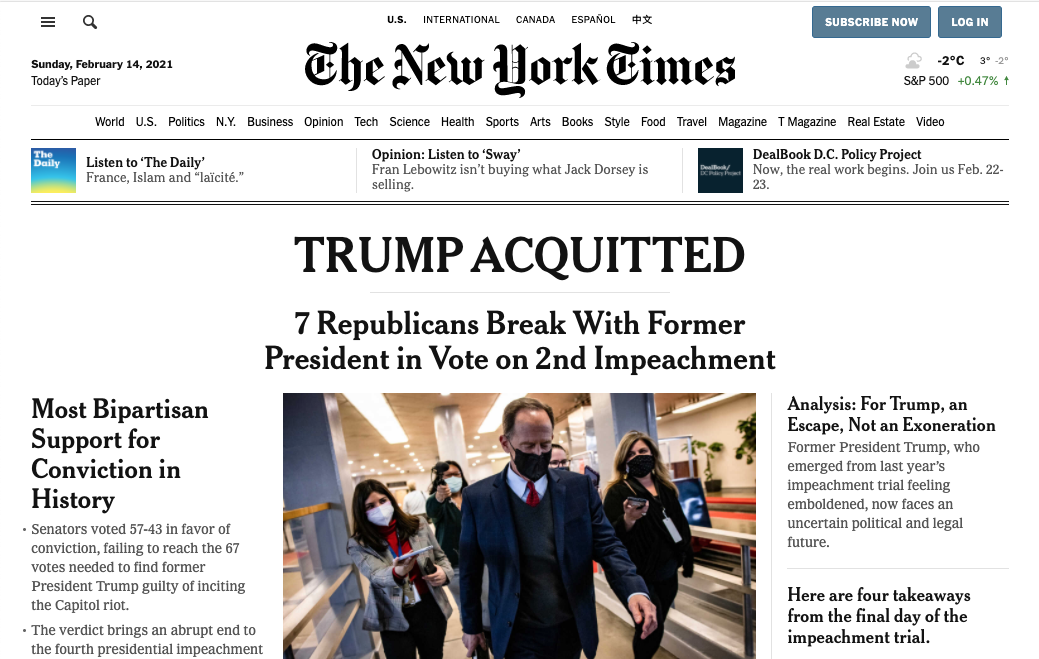 U.S. INTERNATIONAL CANADA ESPAÑOL 中文
SUBSCRIBE NOW LOG IN
Sunday, February 14, 2021
Today's Paper
The New York Times
-2°C 3° -2°
S&P 500 +0.47% ↑
World U.S. Politics N.Y. Business Opinion Tech Science Health Sports Arts Books Style Food Travel Magazine T Magazine Real Estate Video
The
Daily
Listen to ‘The Daily’
France, Islam and “laïcité.”
Opinion: Listen to ‘Sway’
Fran Lebowitz isn’t buying what Jack Dorsey is
selling.
DealBook/
DC Policy Project
DealBook D.C. Policy Project
Now, the real work begins. Join us Feb. 22-
23.
TRUMP ACQUITTED
7 Republicans Break With Former
President in Vote on 2nd Impeachment
Most Bipartisan
Support for
Conviction in
History
• Senators voted 57-43 in favor of
conviction, failing to reach the 67
votes needed to find former
President Trump guilty of inciting
the Capitol riot.
• The verdict brings an abrupt end to
the fourth presidential impeachment
Analysis: For Trump, an
Escape, Not an Exoneration
Former President Trump, who
emerged from last year’s
impeachment trial feeling
emboldened, now faces an
uncertain political and legal
future.
Here are four takeaways
from the final day of the
impeachment trial.